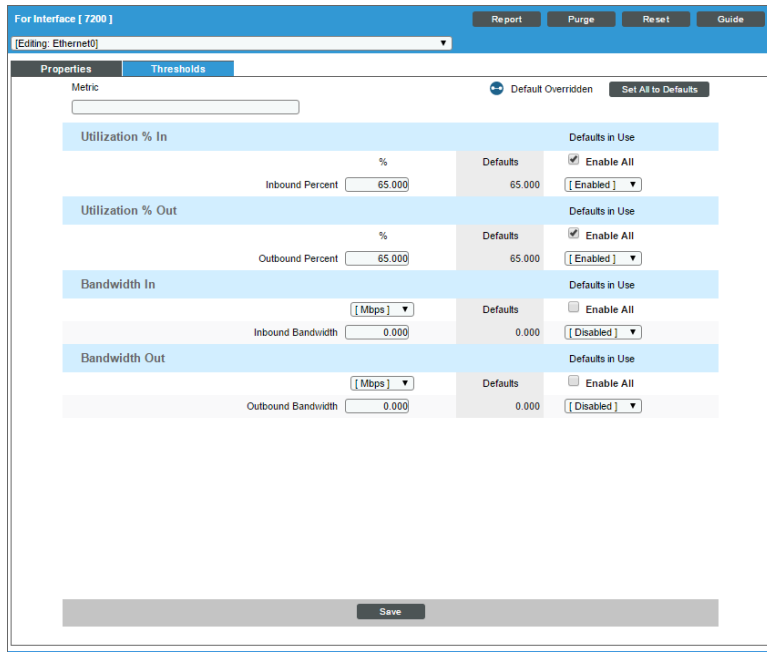 For Interface [ 7200 ] Report Purge Reset Guide
[Editing: Ethernet0]
Properties Thresholds
Metric Default Overridden Set All to Defaults
Utilization % In Defaults in Use
% Defaults Enable All
Inbound Percent 65.000 65.000 [ Enabled ]
Utilization % Out Defaults in Use
% Defaults Enable All
Outbound Percent 65.000 65.000 [ Enabled ]
Bandwidth In Defaults in Use
[ Mbps ] Defaults Enable All
Inbound Bandwidth 0.000 0.000 [ Disabled ]
Bandwidth Out Defaults in Use
[ Mbps ] Defaults Enable All
Outbound Bandwidth 0.000 0.000 [ Disabled ]
Save